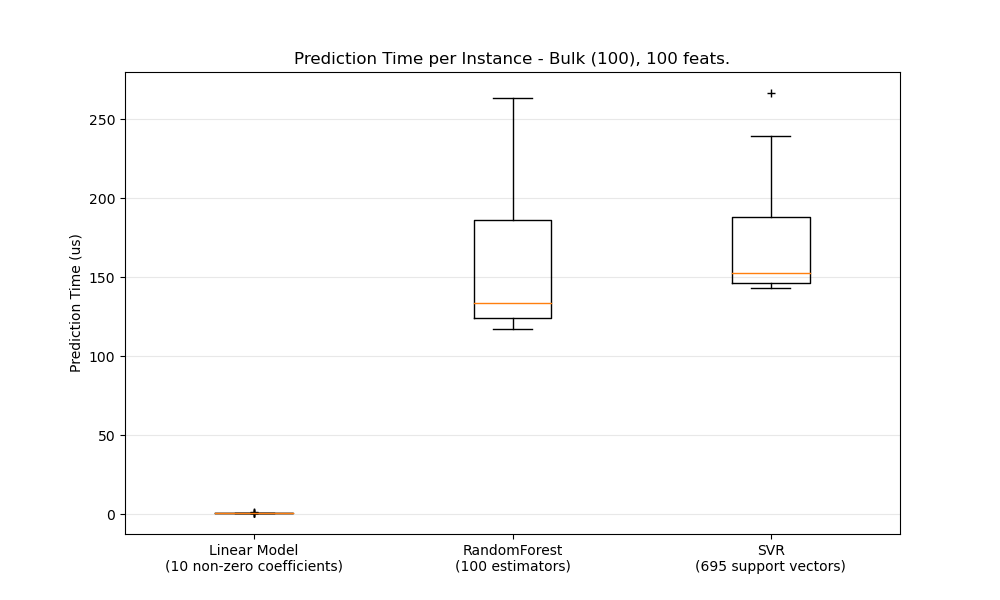 Prediction Time per Instance - Bulk (100), 100 feats.
Prediction Time (us)
250
200
150
100
50
0
Linear Model
(10 non-zero coefficients)
RandomForest
(100 estimators)
SVR
(695 support vectors)